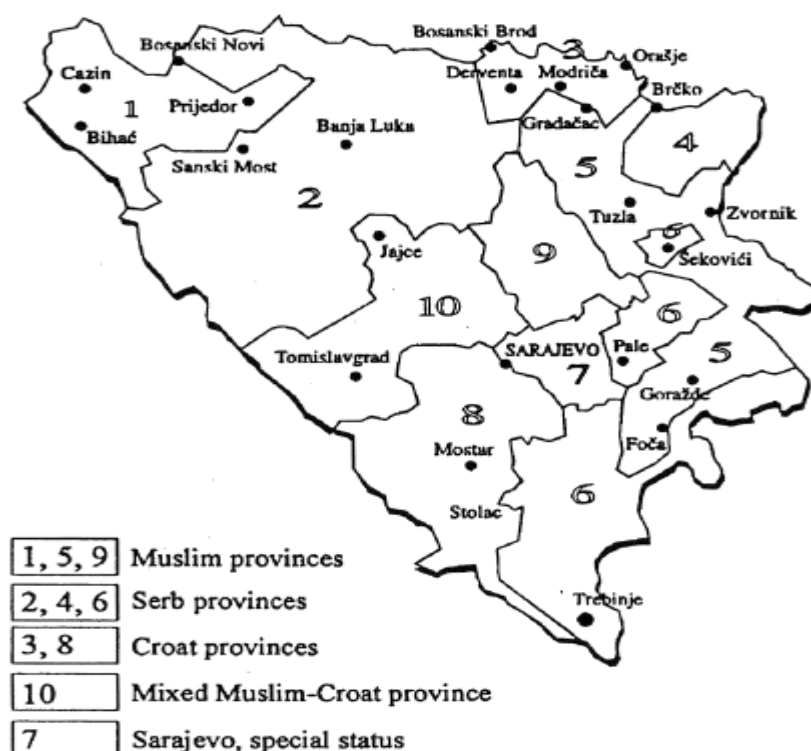 Bosanski Brod
3
Bosanski Novi
Orašje
Cazin
Derventa
Modriča
Brčko
1
Prijedor
2
Gradačac
Bihać
Banja Luka
4
Sanski Most
5
2
Tuzla
Zvornik
Jajce
6
9
Šekovići
10
6
SARAJEVO
Pale
5
Tomislavgrad
7
Goražde
8
Foča
Mostar
6
Stolac
1, 5, 9 Muslim provinces
2, 4, 6 Serb provinces
Trebinje
3, 8 Croat provinces
10 Mixed Muslim-Croat province
7 Sarajevo, special status